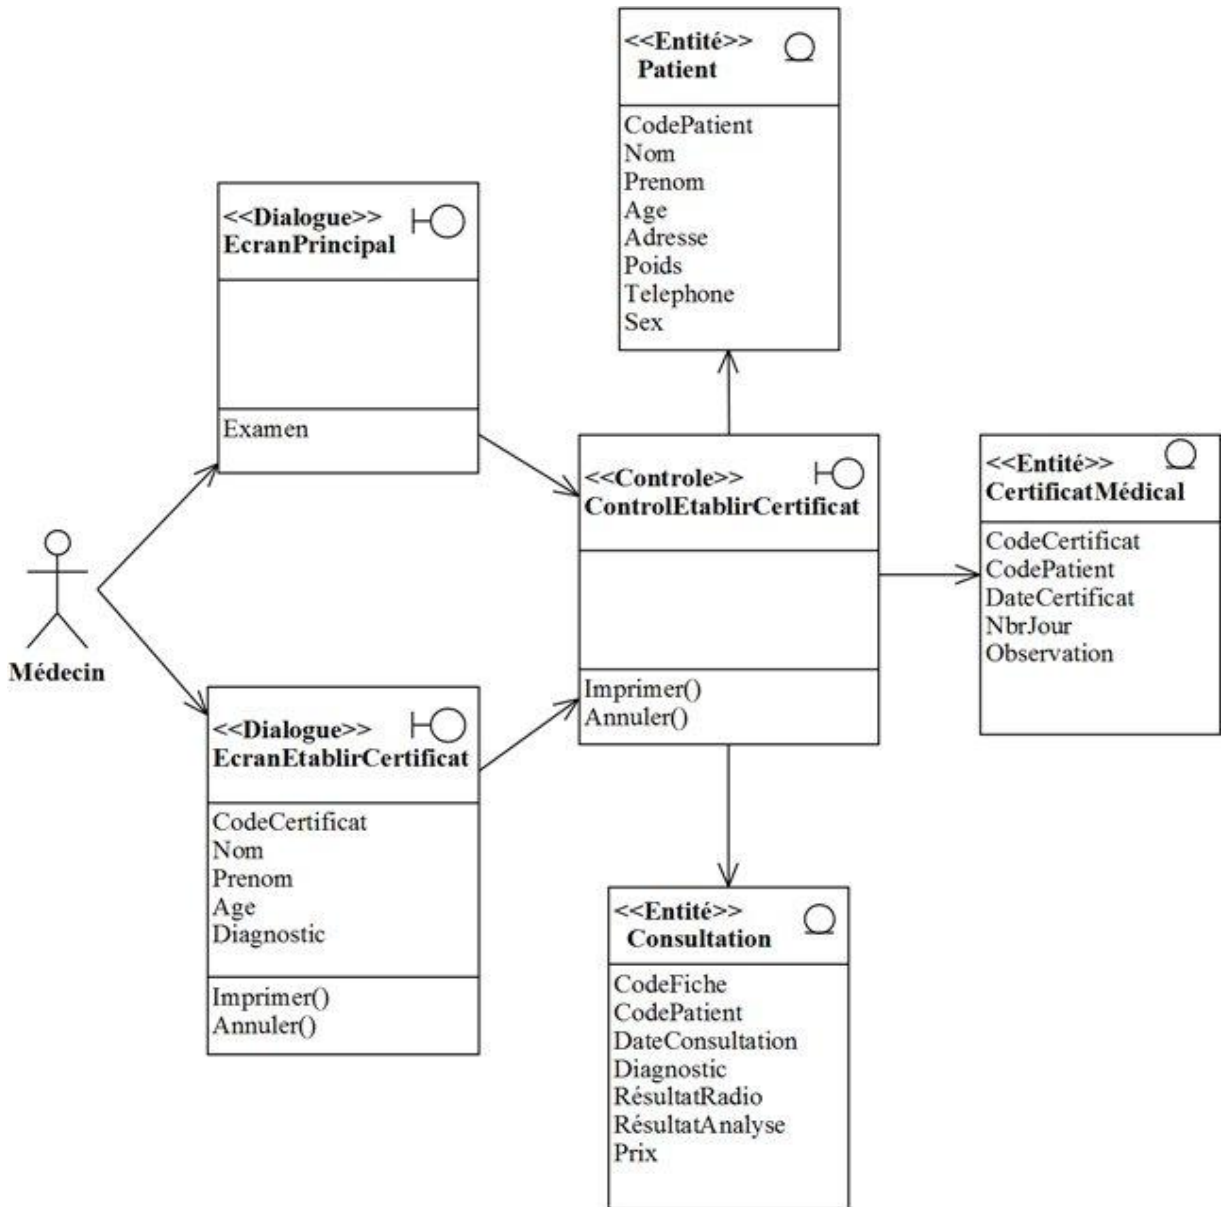 <<Entité>>
Patient
CodePatient
Nom
Prenom
Age
Adresse
Poids
Telephone
Sex
<<Dialogue>>
EcranPrincipal
Examen
<<Controle>>
ControlEtablirCertificat
Imprimer()
Annuler()
<<Entité>>
CertificatMédical
CodeCertificat
CodePatient
DateCertificat
NbrJour
Observation
Médecin
<<Dialogue>>
EcranEtablirCertificat
CodeCertificat
Nom
Prenom
Age
Diagnostic
Imprimer()
Annuler()
<<Entité>>
Consultation
CodeFiche
CodePatient
DateConsultation
Diagnostic
RésultatRadio
RésultatAnalyse
Prix